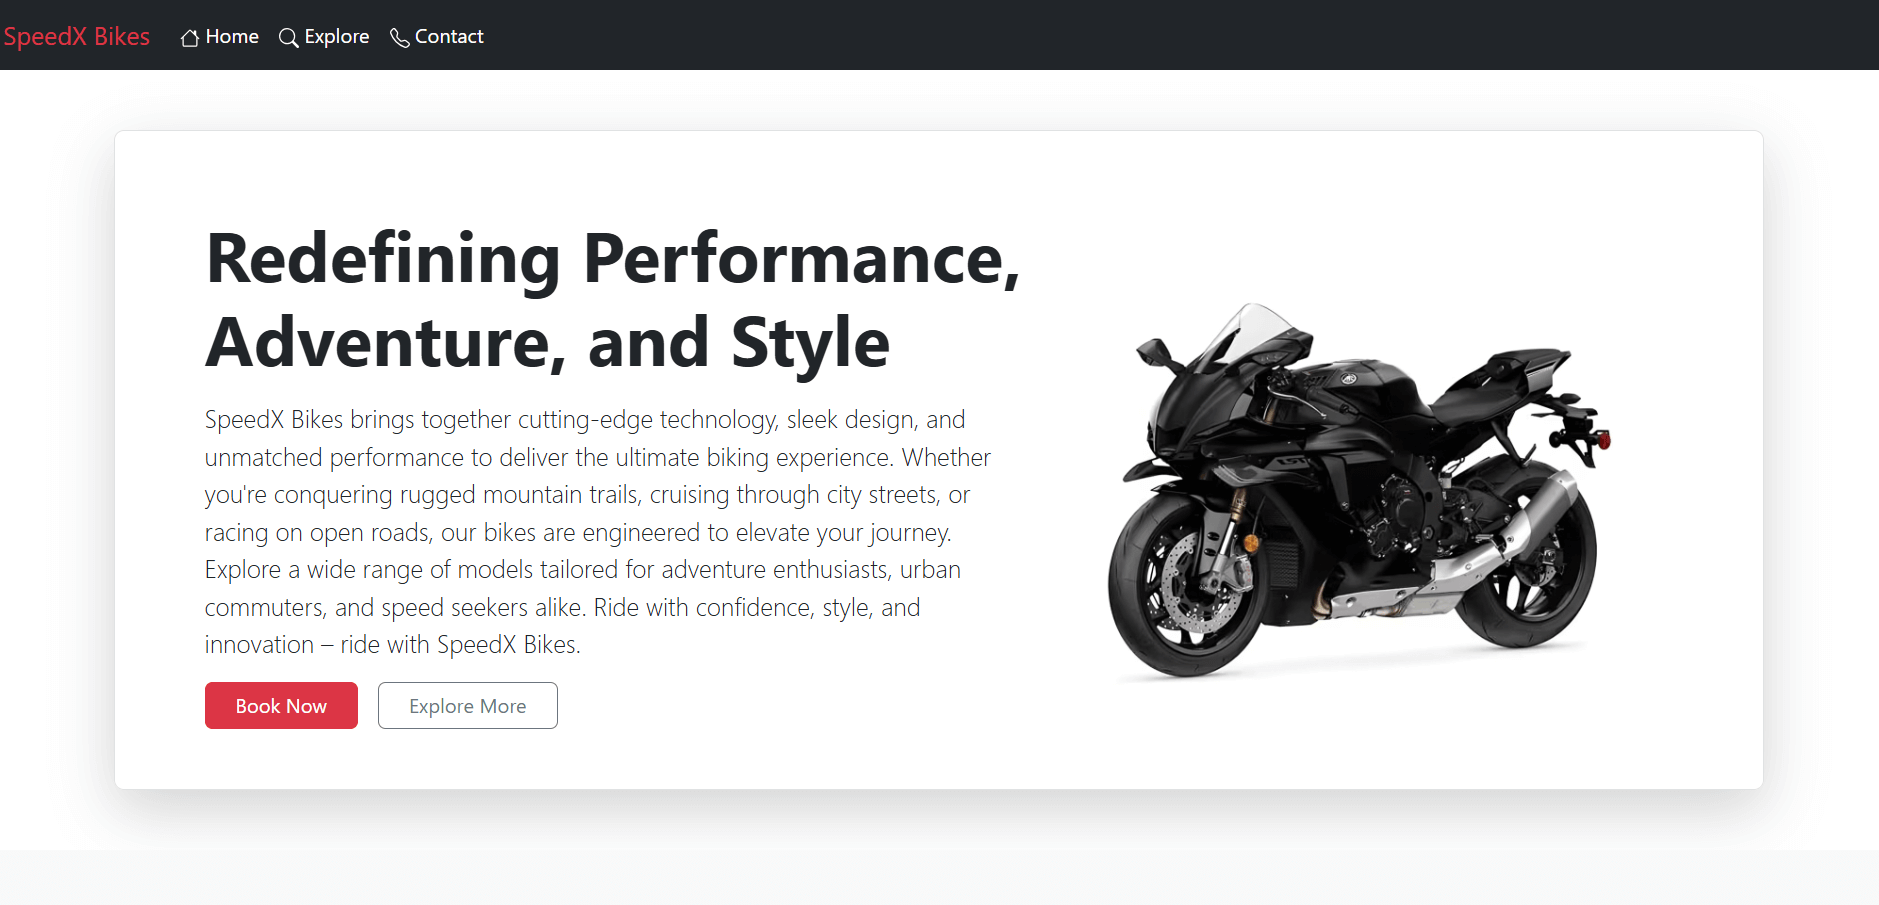 SpeedX Bikes
Home
Explore
Contact
Redefining Performance,
Adventure, and Style
SpeedX Bikes brings together cutting-edge technology, sleek design, and
unmatched performance to deliver the ultimate biking experience. Whether
you're conquering rugged mountain trails, cruising through city streets, or
racing on open roads, our bikes are engineered to elevate your journey.
Explore a wide range of models tailored for adventure enthusiasts, urban
commuters, and speed seekers alike. Ride with confidence, style, and
innovation – ride with SpeedX Bikes.
Book Now
Explore More